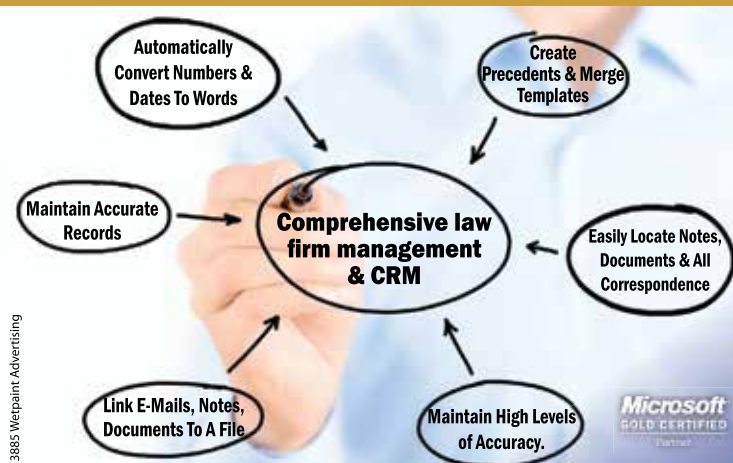 Automatically
Convert Numbers &
Dates To Words
Create
Precedents & Merge
Templates
Maintain Accurate
Records
Comprehensive law
firm management
& CRM
Easily Locate Notes,
Documents & All
Correspondence
Link E-Mails, Notes,
Documents To A File
Maintain High Levels
of Accuracy.
Microsoft
GOLD CERTIFIED
Partner
3885 Wetpaint Advertising